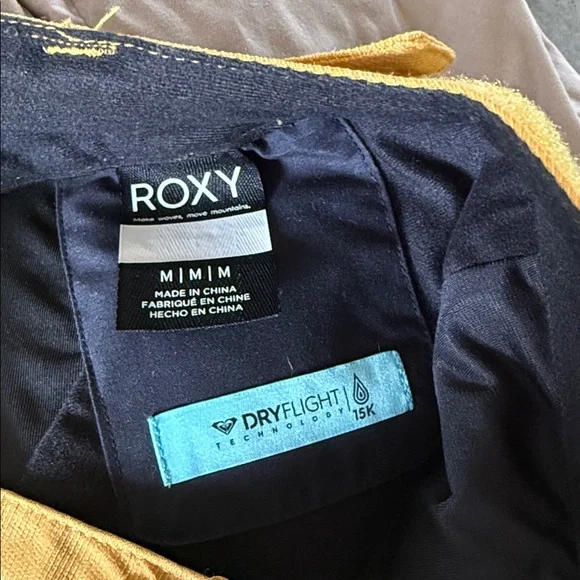 ROXY
Make waves, move mountains.
M|M|M
MADE IN CHINA
FABRIQUÉ EN CHINE
HECHO EN CHINA
DRYFLIGHT
TECHNOLOGY
15K